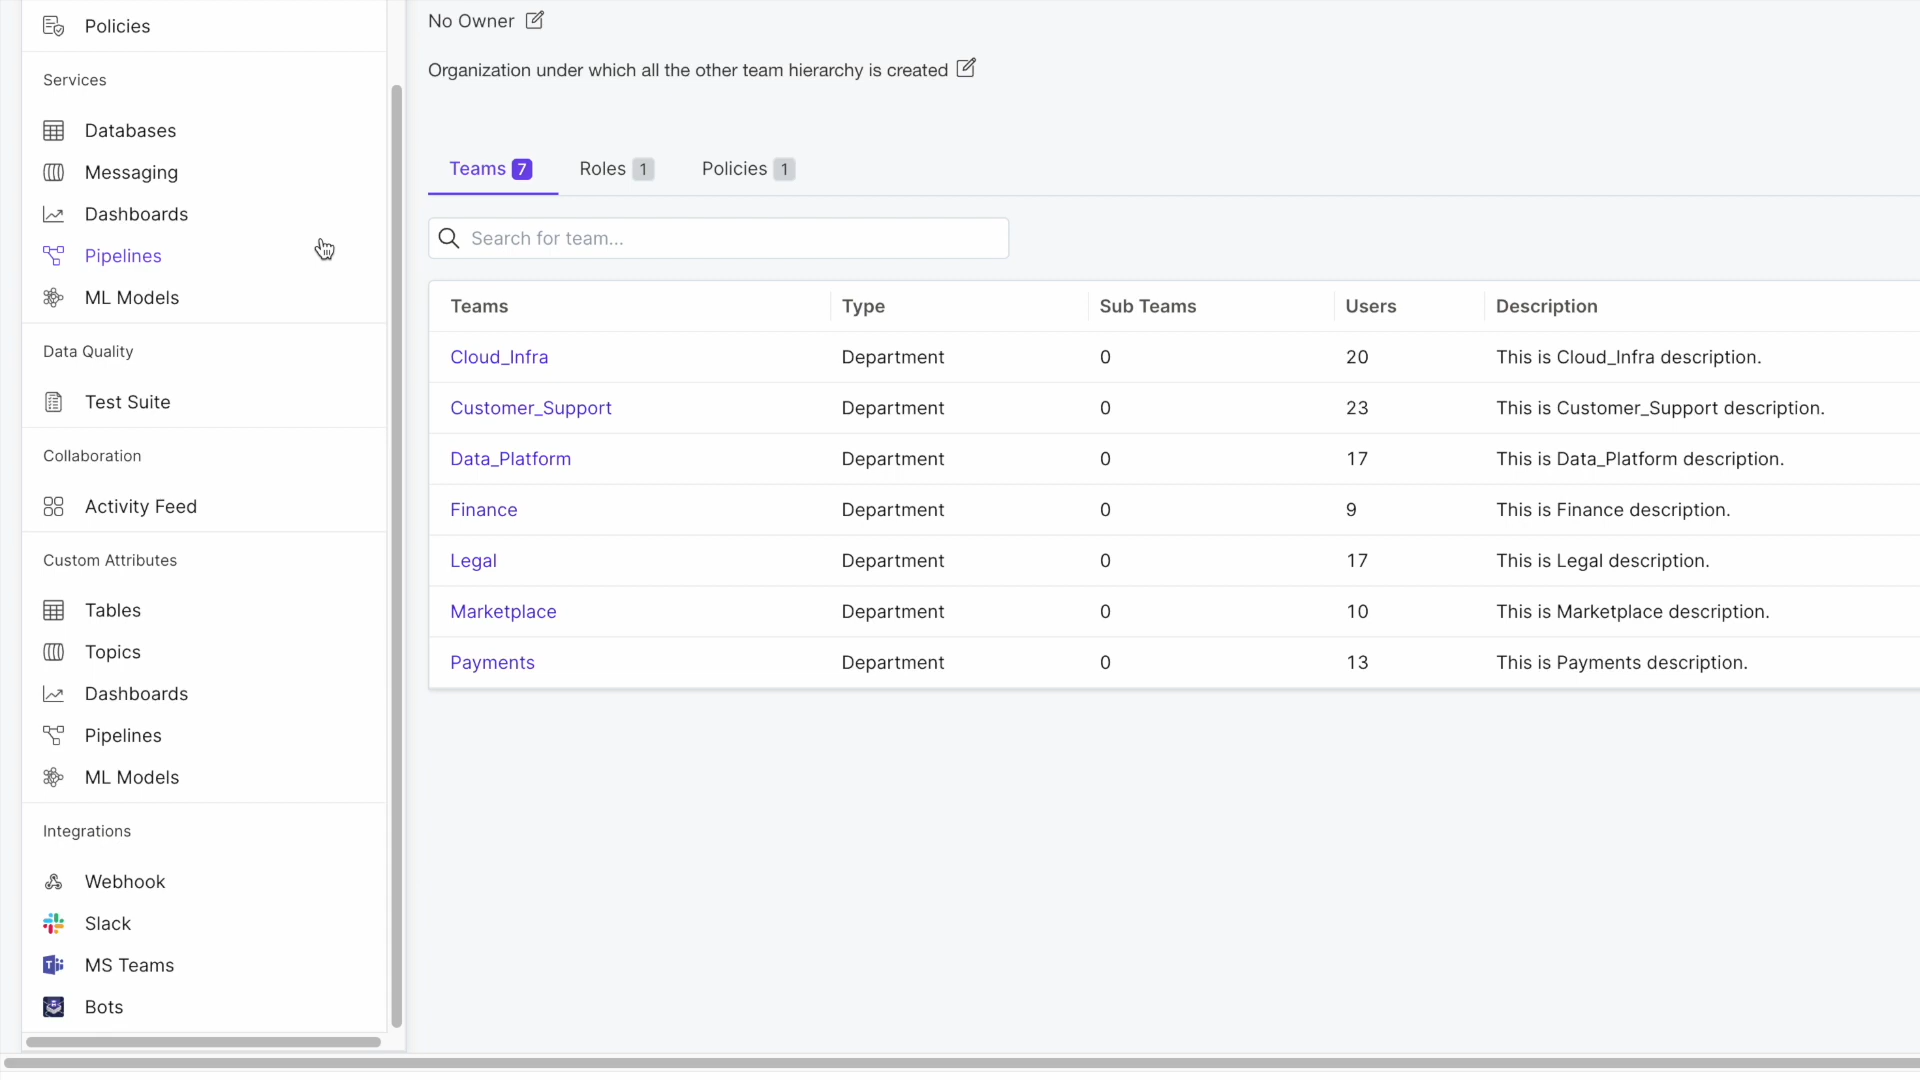 Policies
Services
Databases
Messaging
Dashboards
Pipelines
ML Models
Data Quality
Test Suite
Collaboration
Activity Feed
Custom Attributes
Tables
Topics
Dashboards
Pipelines
ML Models
Integrations
Webhook
Slack
MS Teams
Bots
No Owner
Organization under which all the other team hierarchy is created
Teams 7 Roles 1 Policies 1
Search for team...
Teams Type Sub Teams Users Description
Cloud_Infra Department 0 20 This is Cloud_Infra description.
Customer_Support Department 0 23 This is Customer_Support description.
Data_Platform Department 0 17 This is Data_Platform description.
Finance Department 0 9 This is Finance description.
Legal Department 0 17 This is Legal description.
Marketplace Department 0 10 This is Marketplace description.
Payments Department 0 13 This is Payments description.